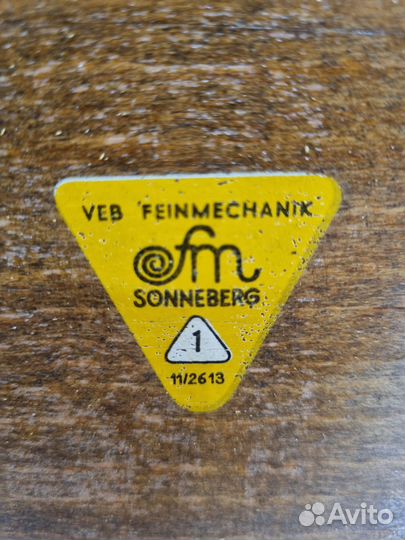 VEB "FEINMECHANIK"
fm
SONNEBERG
1
11/2613
Avito